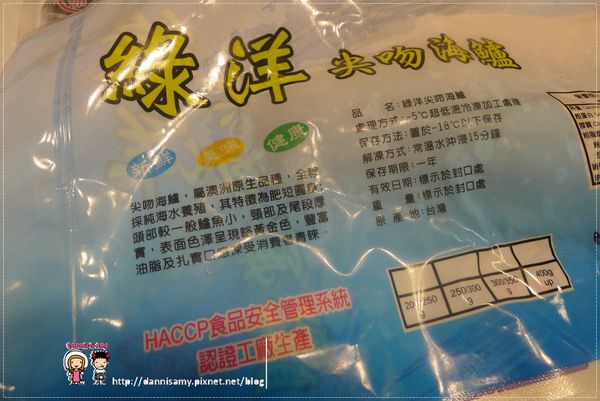 綠洋 尖吻海鱸
新鮮 美味 健康
尖吻海鱸，屬澳洲原生品種，全程
採純海水養殖，其特徵為肥短圓身，
頭部較一般鱸魚小，頸部及尾段厚
實，表面色澤呈現略黃金色，豐富
油脂及扎實口感深受消費者青睞。
品　名:綠洋尖吻海鱸
處理方式:-45℃超低溫冷凍加工處理
保存方法:置於-18℃以下保存
解凍方式:常溫水沖浸15分鐘
保存期限:一年
有效日期:標示於封口處
重　量:標示於封口處
原 產 地:台灣
200/250 g
250/300 g
300/350 g
400g up
HACCP食品安全管理系統
認證工廠生產
http://dannisamy.pixnet.net/blog